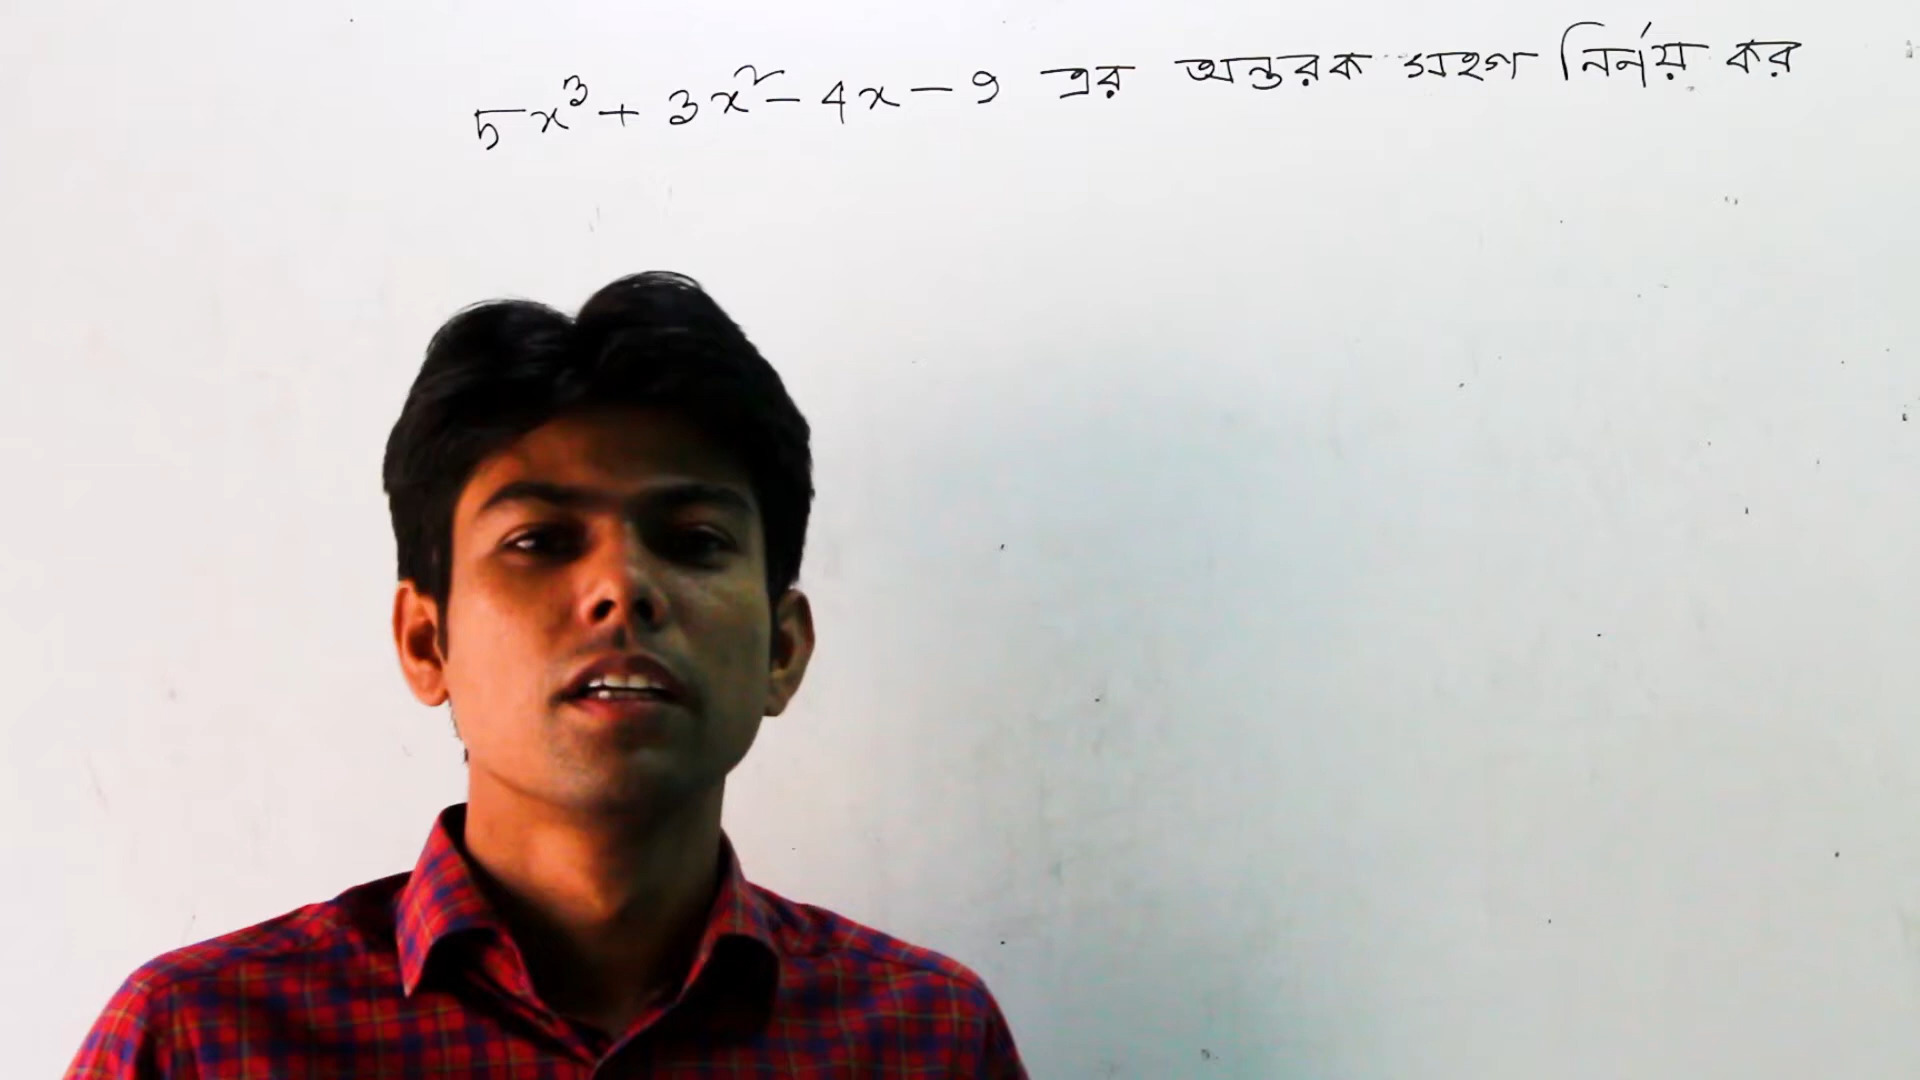 5x³ + 3x² - 4x - 9 এর অন্তরক সহগ নির্ণয় কর